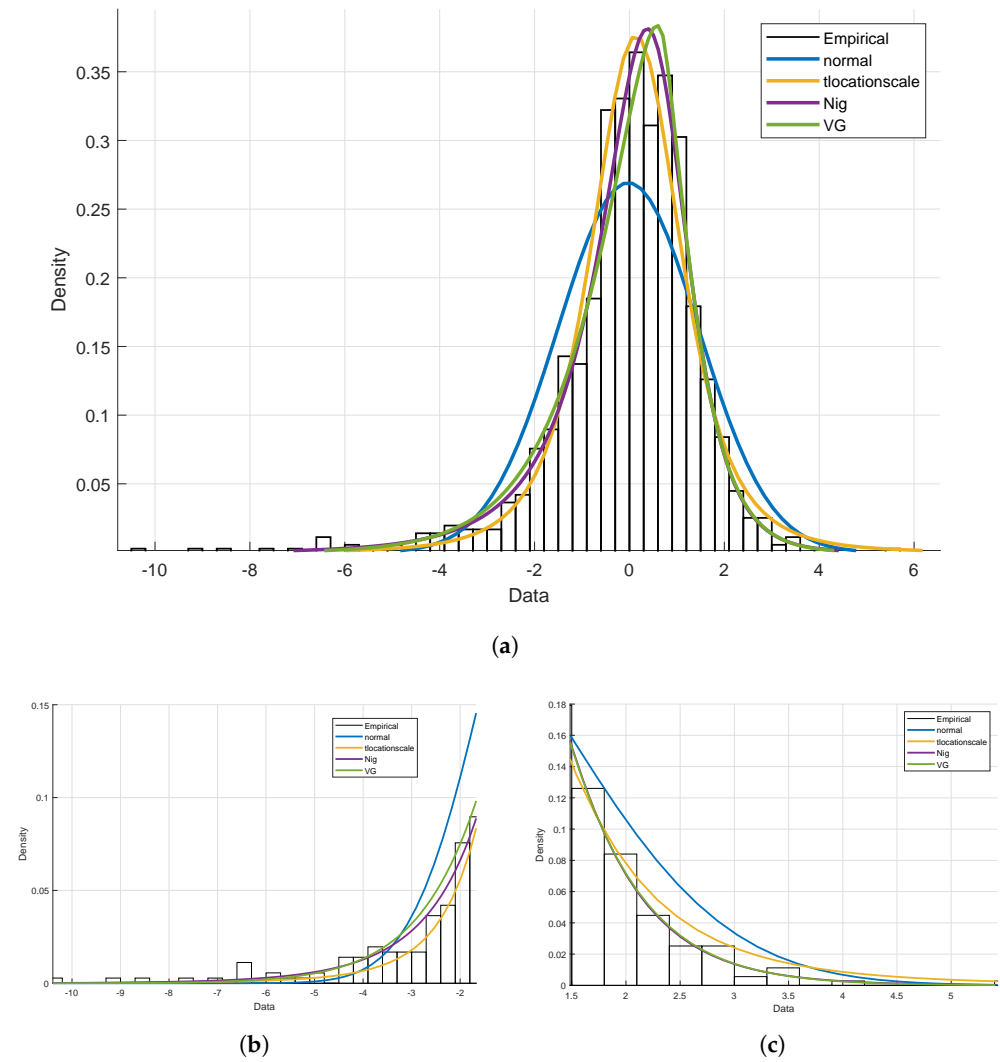 Empirical
normal
tlocationscale
Nig
VG
0.35
0.3
0.25
0.2
0.15
0.1
0.05
Density
-10 -8 -6 -4 -2 0 2 4 6
Data
(a)
0.15
0.1
0.05
0
Density
Empirical
normal
tlocationscale
Nig
VG
-10 -9 -8 -7 -6 -5 -4 -3 -2
Data
(b)
0.18
0.16
0.14
0.12
0.1
0.08
0.06
0.04
0.02
0
Density
Empirical
normal
tlocationscale
Nig
VG
1.5 2 2.5 3 3.5 4 4.5 5
Data
(c)